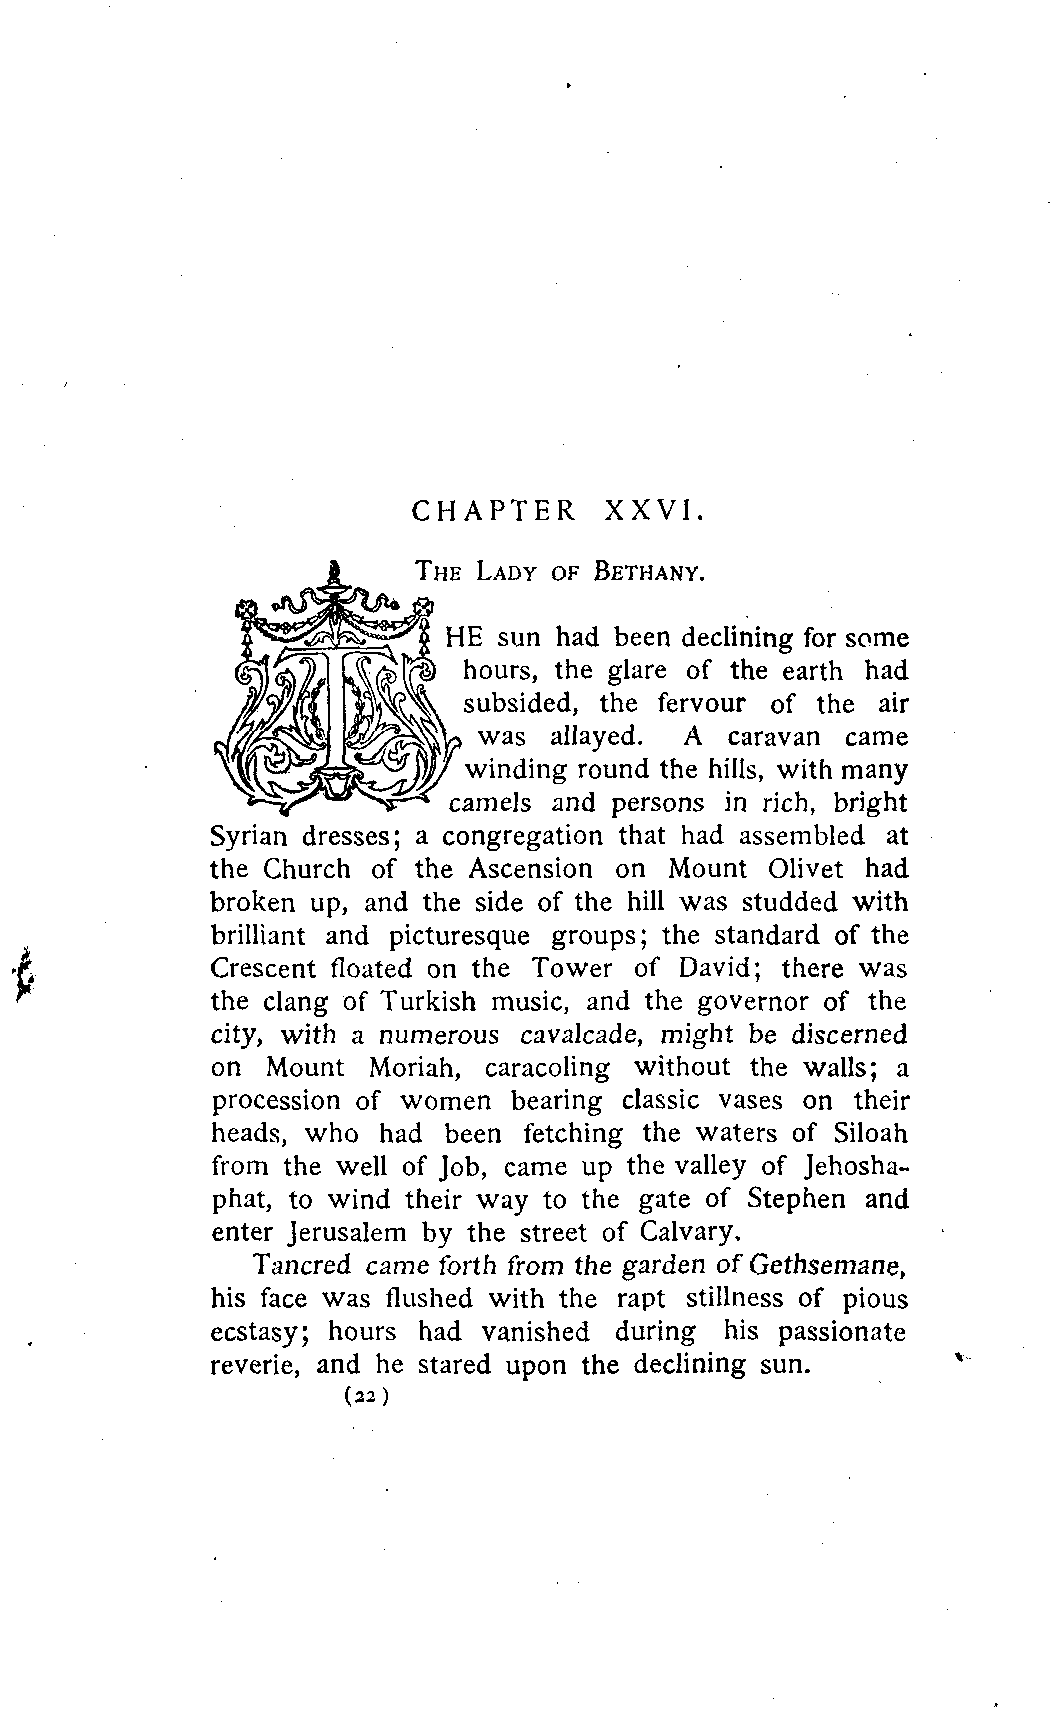 CHAPTER XXVI.
THE LADY OF BETHANY.
THE sun had been declining for some
hours, the glare of the earth had
subsided, the fervour of the air
was allayed. A caravan came
winding round the hills, with many
camels and persons in rich, bright
Syrian dresses; a congregation that had assembled at
the Church of the Ascension on Mount Olivet had
broken up, and the side of the hill was studded with
brilliant and picturesque groups; the standard of the
Crescent floated on the Tower of David; there was
the clang of Turkish music, and the governor of the
city, with a numerous cavalcade, might be discerned
on Mount Moriah, caracoling without the walls; a
procession of women bearing classic vases on their
heads, who had been fetching the waters of Siloah
from the well of Job, came up the valley of Jehosha-
phat, to wind their way to the gate of Stephen and
enter Jerusalem by the street of Calvary.
Tancred came forth from the garden of Gethsemane,
his face was flushed with the rapt stillness of pious
ecstasy; hours had vanished during his passionate
reverie, and he stared upon the declining sun.
(22)